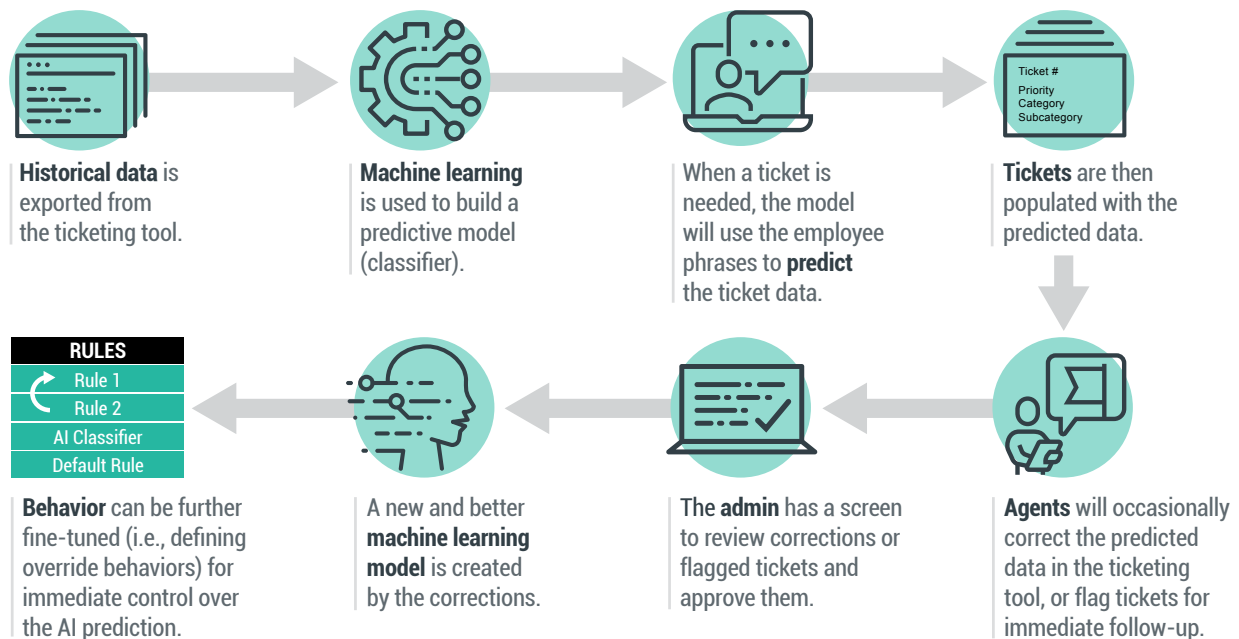 Ticket #
Priority
Category
Subcategory
Historical data is
exported from
the ticketing tool.
Machine learning
is used to build a
predictive model
(classifier).
When a ticket is
needed, the model
will use the employee
phrases to predict
the ticket data.
Tickets are then
populated with the
predicted data.
RULES
Rule 1
Rule 2
AI Classifier
Default Rule
Behavior can be further
fine-tuned (i.e., defining
override behaviors) for
immediate control over
the AI prediction.
A new and better
machine learning
model is created
by the corrections.
The admin has a screen
to review corrections or
flagged tickets and
approve them.
Agents will occasionally
correct the predicted
data in the ticketing
tool, or flag tickets for
immediate follow-up.